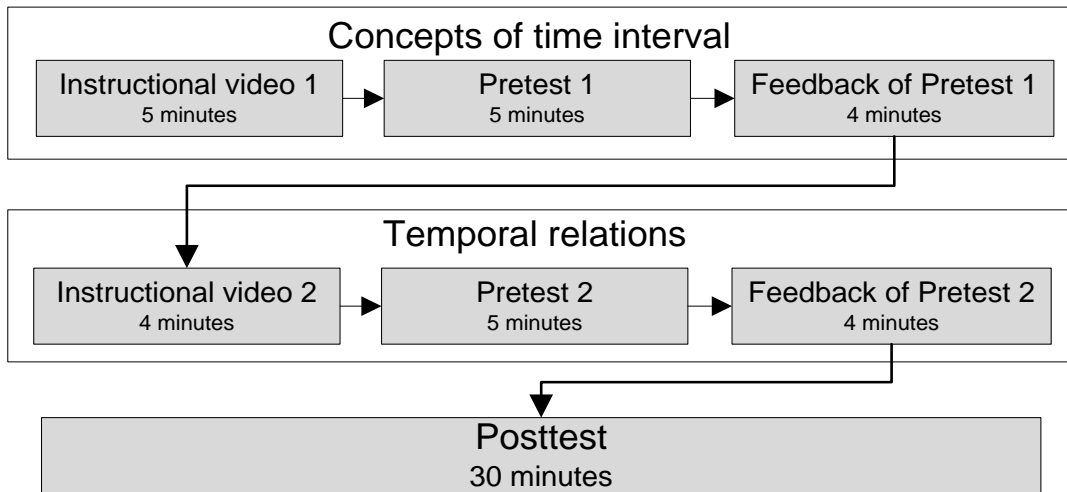 Concepts of time interval
Instructional video 1
5 minutes
Pretest 1
5 minutes
Feedback of Pretest 1
4 minutes
Temporal relations
Instructional video 2
4 minutes
Pretest 2
5 minutes
Feedback of Pretest 2
4 minutes
Posttest
30 minutes